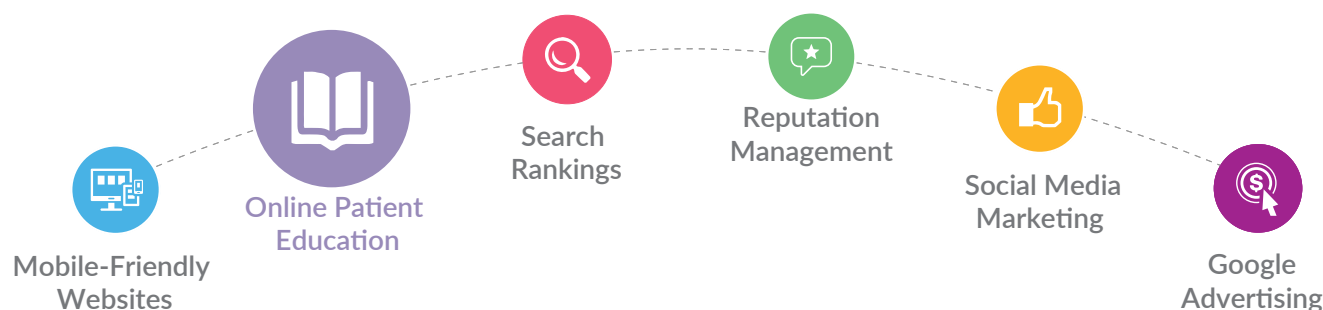 Mobile-Friendly
Websites
Online Patient
Education
Search
Rankings
Reputation
Management
Social Media
Marketing
Google
Advertising